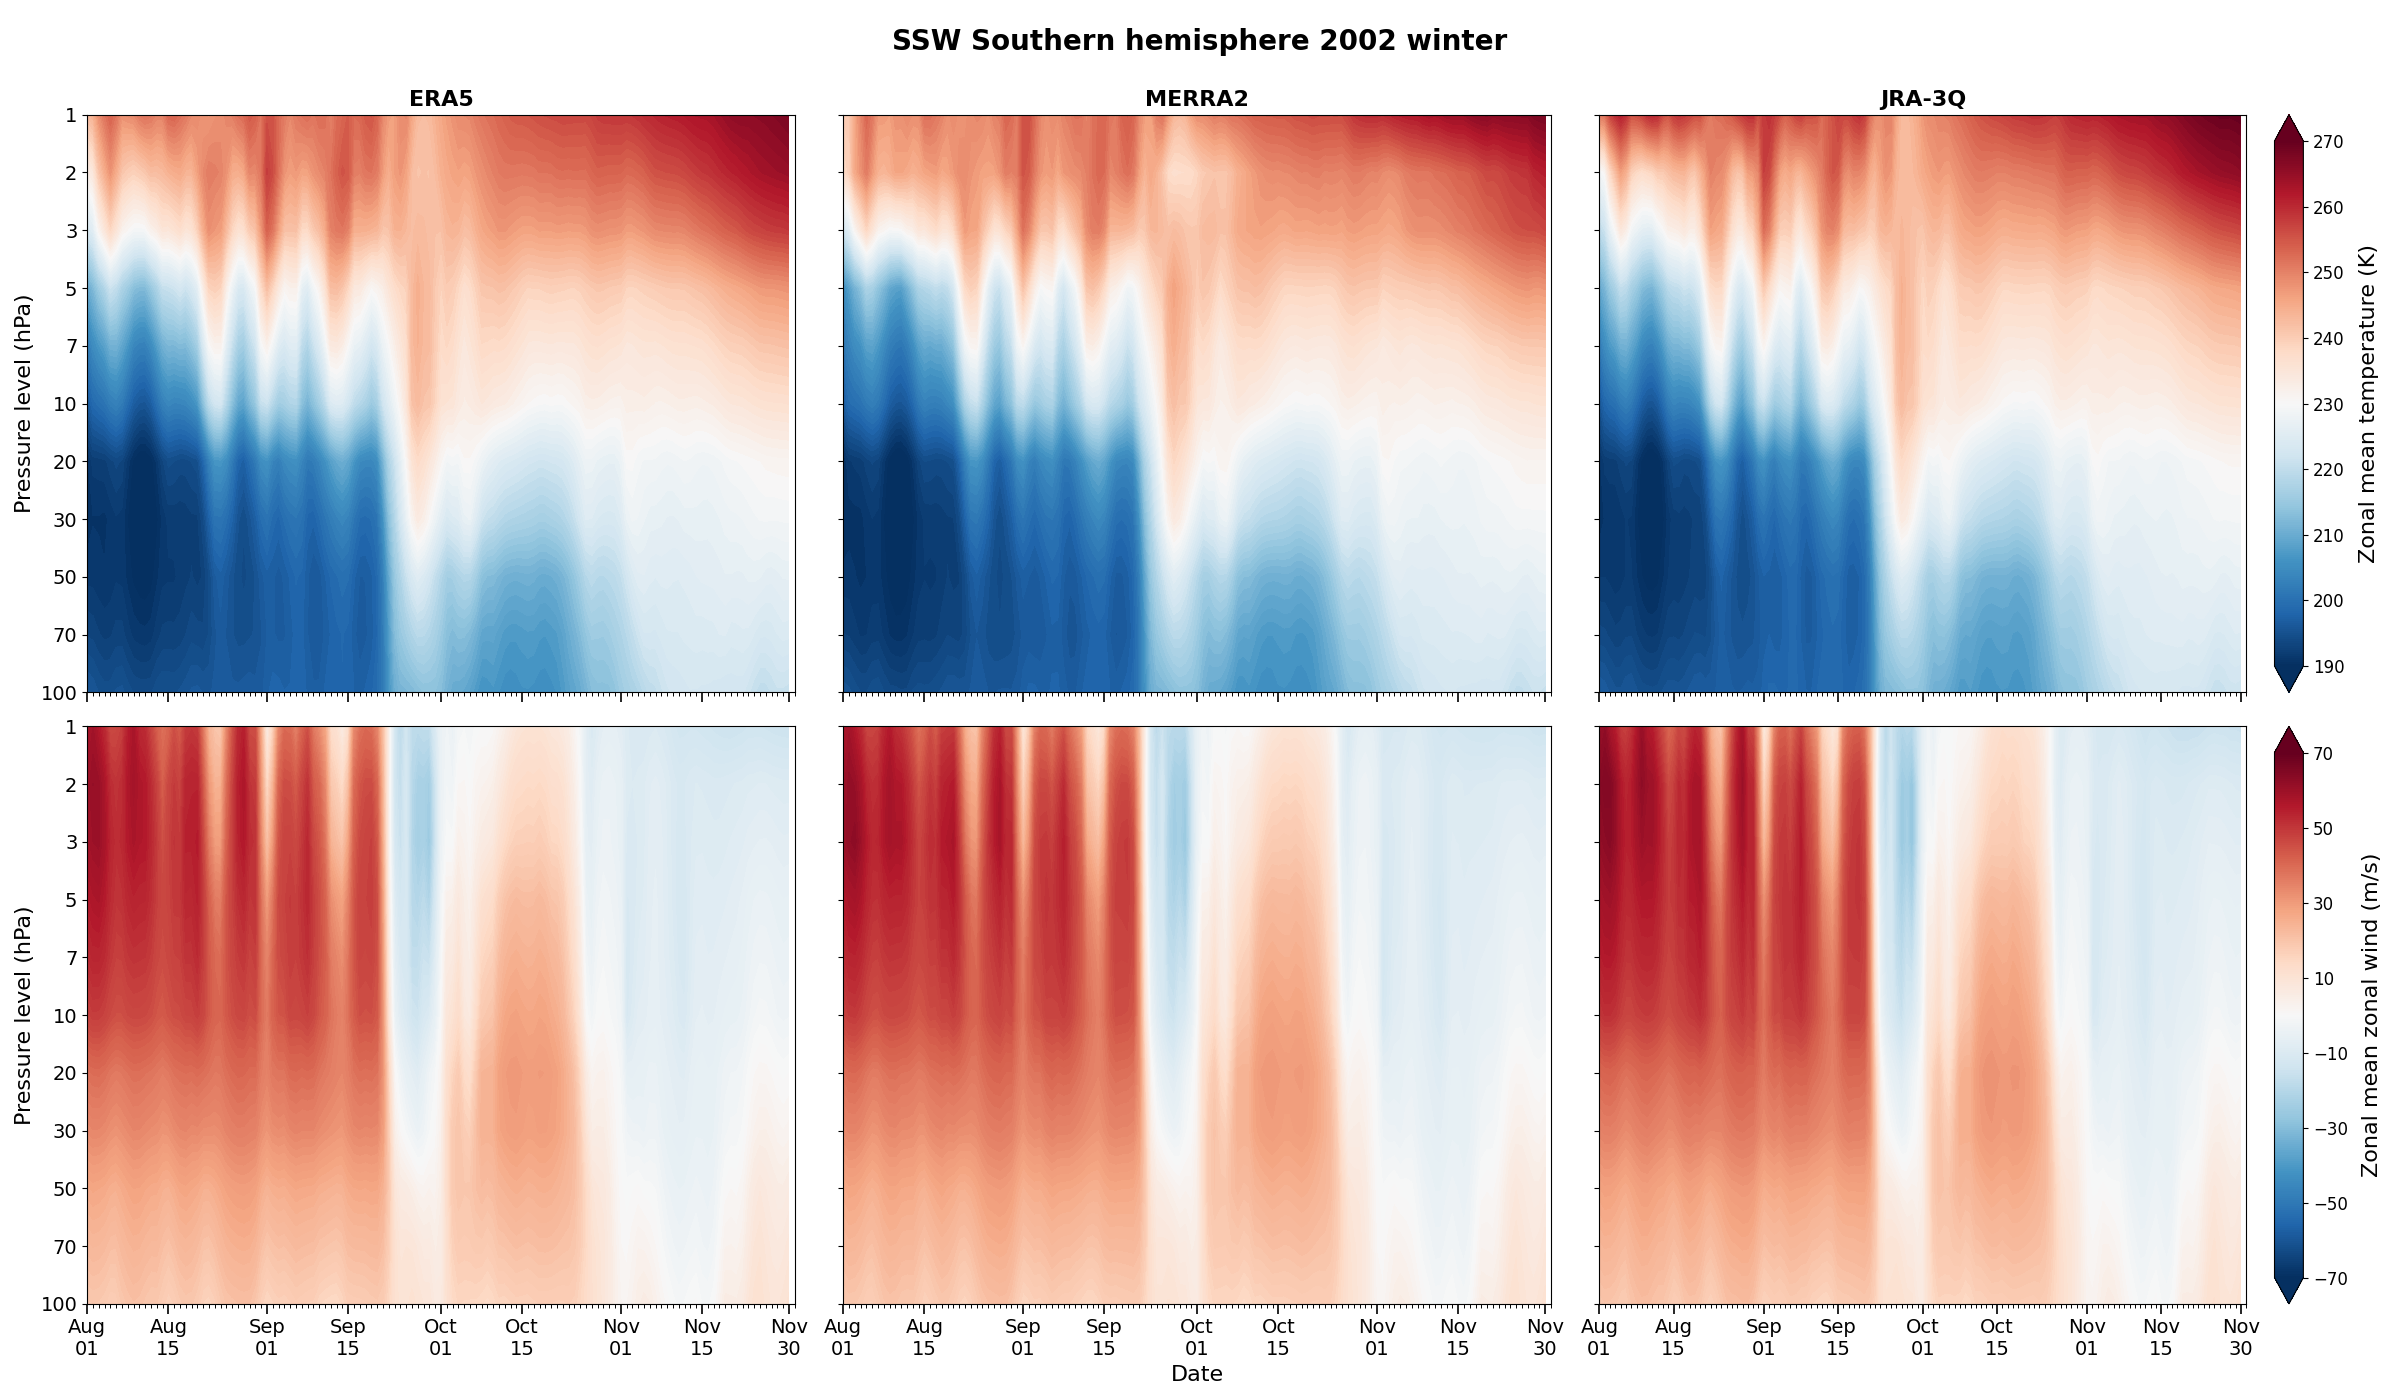 SSW Southern hemisphere 2002 winter
ERA5
MERRA2
JRA-3Q
Pressure level (hPa)
1
2
3
5
7
10
20
30
50
70
100
270
260
250
240
230
220
210
200
190
Zonal mean temperature (K)
Pressure level (hPa)
1
2
3
5
7
10
20
30
50
70
100
70
50
30
10
−10
−30
−50
−70
Zonal mean zonal wind (m/s)
Aug 01
Aug 15
Sep 01
Sep 15
Oct 01
Oct 15
Nov 01
Nov 15
Nov 30
Aug 01
Aug 15
Sep 01
Sep 15
Oct 01
Oct 15
Nov 01
Nov 15
Nov 30
Aug 01
Aug 15
Sep 01
Sep 15
Oct 01
Oct 15
Nov 01
Nov 15
Nov 30
Date